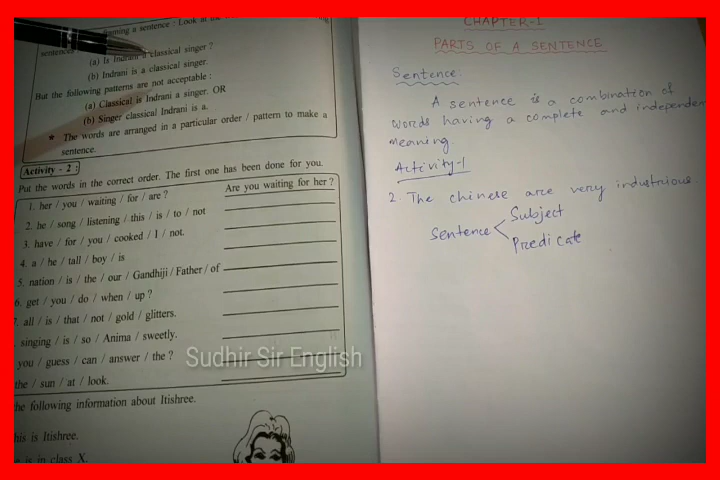 forming a sentence : Look at
sentences
(a) Is Indrani a classical singer ?
(b) Indrani is a classical singer.
But the following patterns are not acceptable :
(a) Classical is Indrani a singer. OR
(b) Singer classical Indrani is a.
* The words are arranged in a particular order / pattern to make a
sentence.
Activity - 2 :
Put the words in the correct order. The first one has been done for you.
1. her / you / waiting / for / are ? Are you waiting for her ?
2. he / song / listening / this / is / to / not
3. have / for / you / cooked / I / not.
4. a / he / tall / boy / is
5. nation / is / the / our / Gandhiji / Father / of
6. get / you / do / when / up ?
7. all / is / that / not / gold / glitters.
singing / is / so / Anima / sweetly.
you / guess / can / answer / the ?
the / sun / at / look.
he following information about Itishree.
his is Itishree.
e is in class X.
Sudhir Sir English
CHAPTER-1
PARTS OF A SENTENCE
Sentence.
A sentence is a combination of
words having a complete and independen
meaning
Activity-1
2. The chinese are very industrious.
Sentence
Subject
Predicate